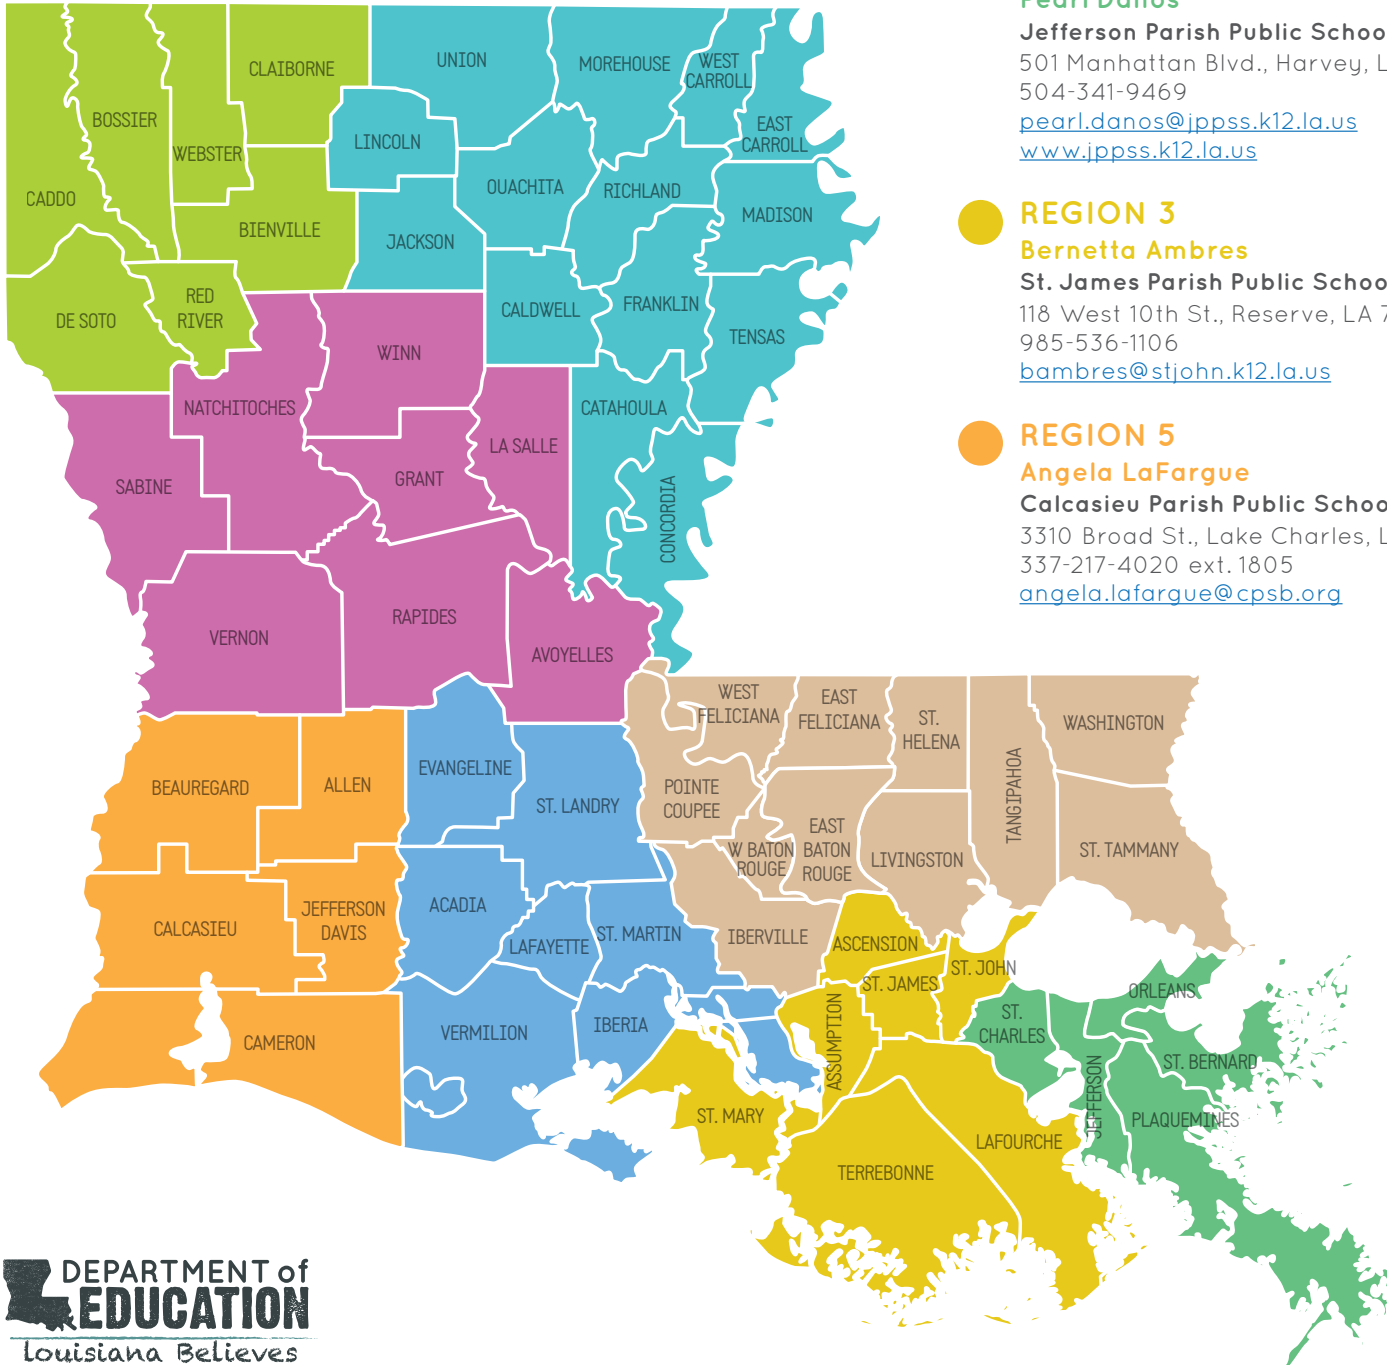 CLAIBORNE
UNION
MOREHOUSE
WEST
CARROLL
BOSSIER
WEBSTER
LINCOLN
EAST
CARROLL
CADDO
OUACHITA
RICHLAND
MADISON
BIENVILLE
JACKSON
RED
RIVER
DE SOTO
CALDWELL
FRANKLIN
TENSAS
WINN
NATCHITOCHES
CATAHOULA
LA SALLE
SABINE
GRANT
CONCORDIA
VERNON
RAPIDES
AVOYELLES
WEST
FELICIANA
EAST
FELICIANA
ST.
HELENA
WASHINGTON
TANGIPAHOA
BEAUREGARD
ALLEN
EVANGELINE
ST. LANDRY
POINTE
COUPEE
W BATON
ROUGE
EAST
BATON
ROUGE
LIVINGSTON
ST. TAMMANY
CALCASIEU
JEFFERSON
DAVIS
ACADIA
LAFAYETTE
ST. MARTIN
IBERVILLE
ASCENSION
ST. JAMES
ST. JOHN
ORLEANS
CAMERON
VERMILION
IBERIA
ASSUMPTION
ST.
CHARLES
JEFFERSON
ST. BERNARD
PLAQUEMINES
ST. MARY
TERREBONNE
LAFOURCHE
Pearl Danos
Jefferson Parish Public Schoo
501 Manhattan Blvd., Harvey, L
504-341-9469
pearl.danos@jppss.k12.la.us
www.jppss.k12.la.us
REGION 3
Bernetta Ambres
St. James Parish Public Schoo
118 West 10th St., Reserve, LA 7
985-536-1106
bambres@stjohn.k12.la.us
REGION 5
Angela LaFargue
Calcasieu Parish Public Schoo
3310 Broad St., Lake Charles, L
337-217-4020 ext. 1805
angela.lafargue@cpsb.org
DEPARTMENT of
EDUCATION
Louisiana Believes